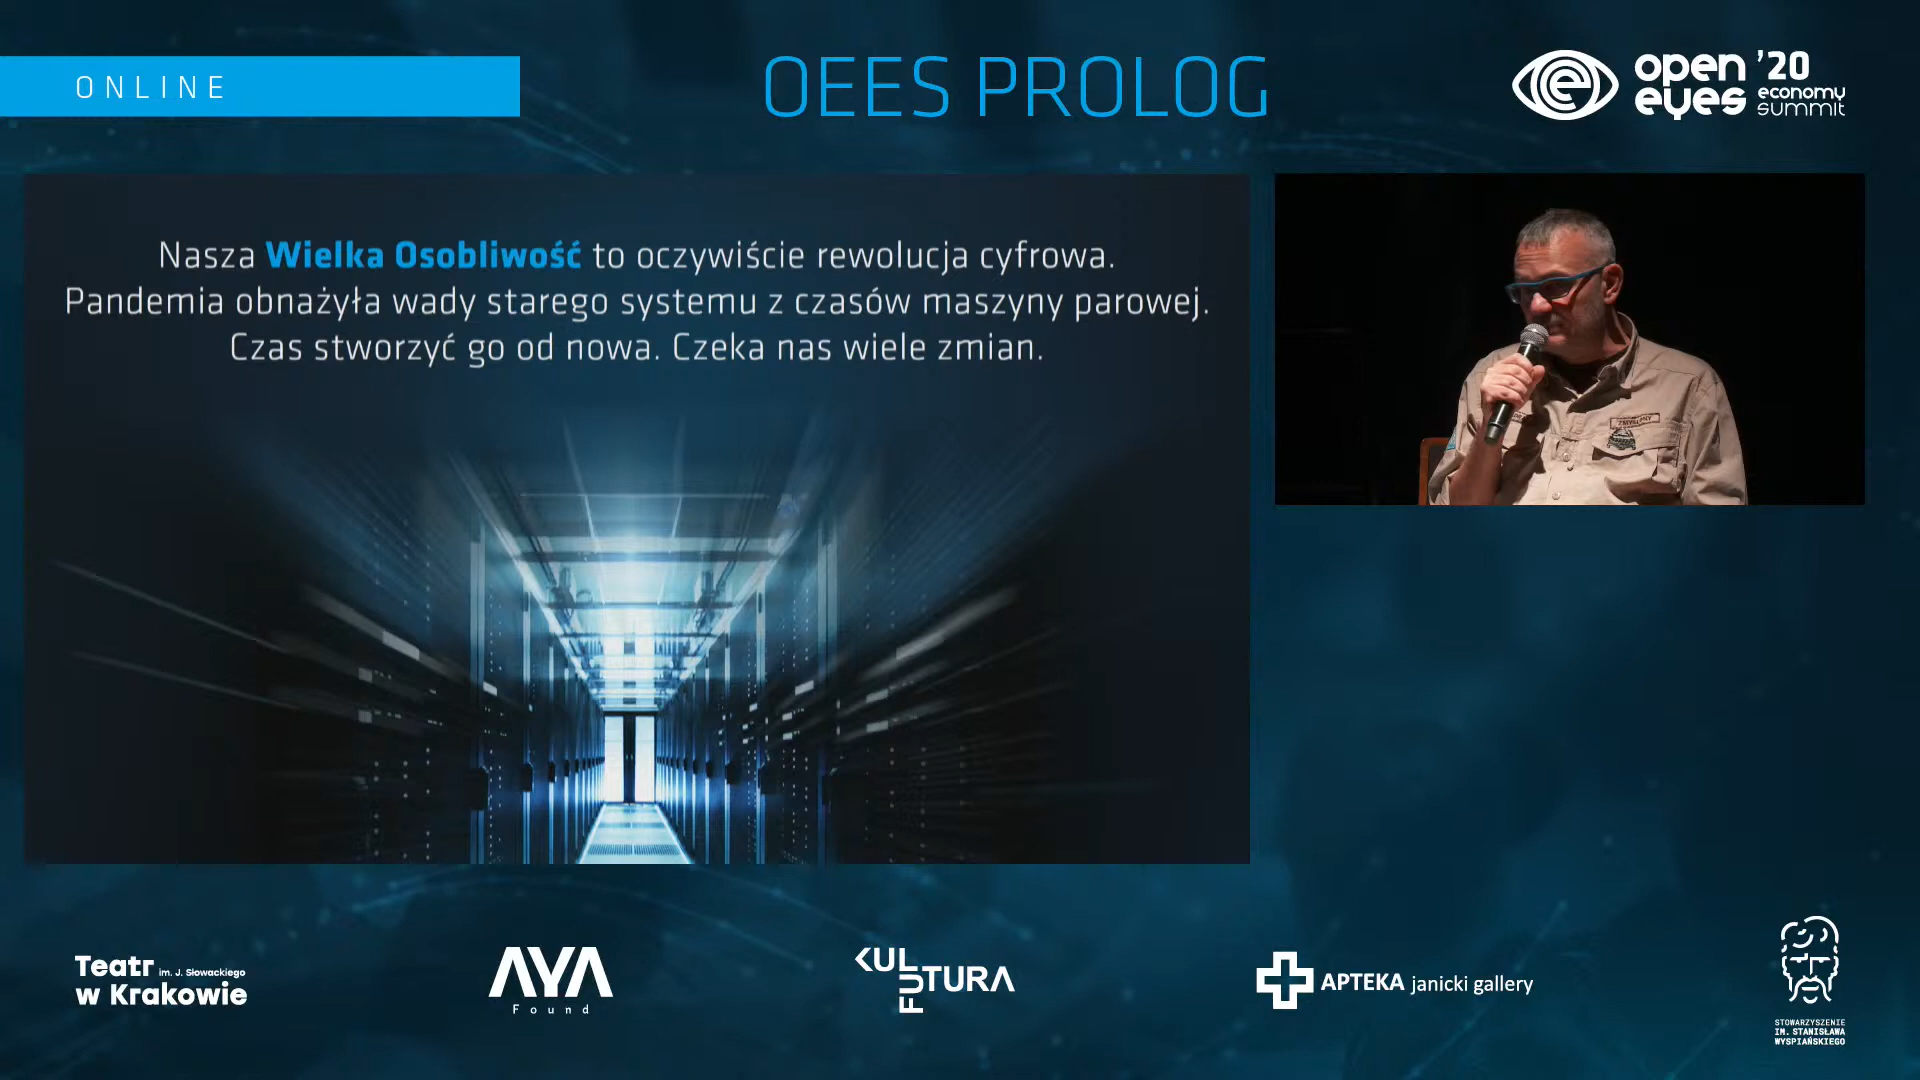 ONLINE
OEES PROLOG
open eyes '20 economy summit
Nasza Wielka Osobliwość to oczywiście rewolucja cyfrowa.
Pandemia obnażyła wady starego systemu z czasów maszyny parowej.
Czas stworzyć go od nowa. Czeka nas wiele zmian.
Teatr im. J. Słowackiego
w Krakowie
AYA
Found
KULTURA
FU
APTEKA janicki gallery
STOWARZYSZENIE
IM. STANISŁAWA
WYSPIAŃSKIEGO